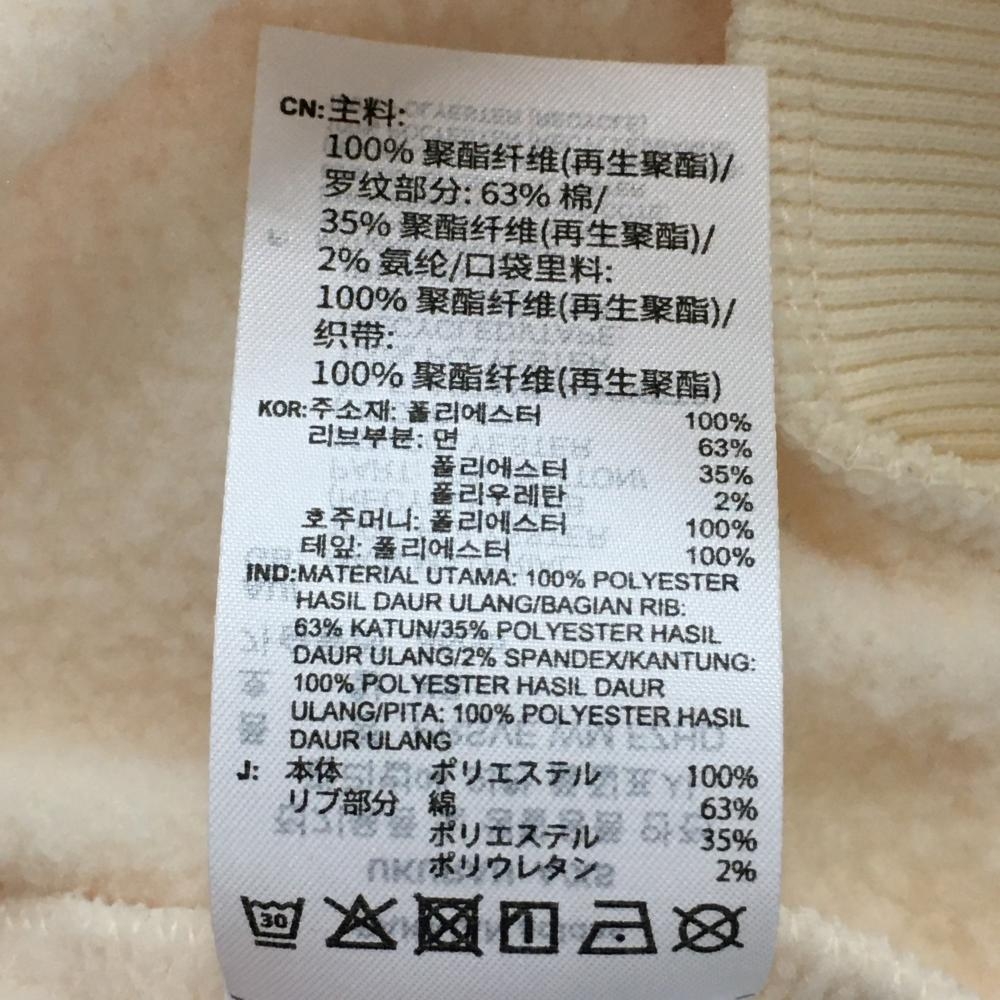 CN:主料:
100% 聚酯纤维(再生聚酯)/
罗纹部分: 63% 棉/
35% 聚酯纤维(再生聚酯)/
2% 氨纶/口袋里料:
100% 聚酯纤维(再生聚酯)/
织带:
100% 聚酯纤维(再生聚酯)
KOR:주소재: 폴리에스터 100%
리브부분: 면 63%
폴리에스터 35%
폴리우레탄 2%
호주머니: 폴리에스터 100%
테잎: 폴리에스터 100%
IND:MATERIAL UTAMA: 100% POLYESTER
HASIL DAUR ULANG/BAGIAN RIB:
63% KATUN/35% POLYESTER HASIL
DAUR ULANG/2% SPANDEX/KANTUNG:
100% POLYESTER HASIL DAUR
ULANG/PITA: 100% POLYESTER HASIL
DAUR ULANG
J: 本体 ポリエステル 100%
リブ部分 綿 63%
ポリエステル 35%
ポリウレタン 2%
30